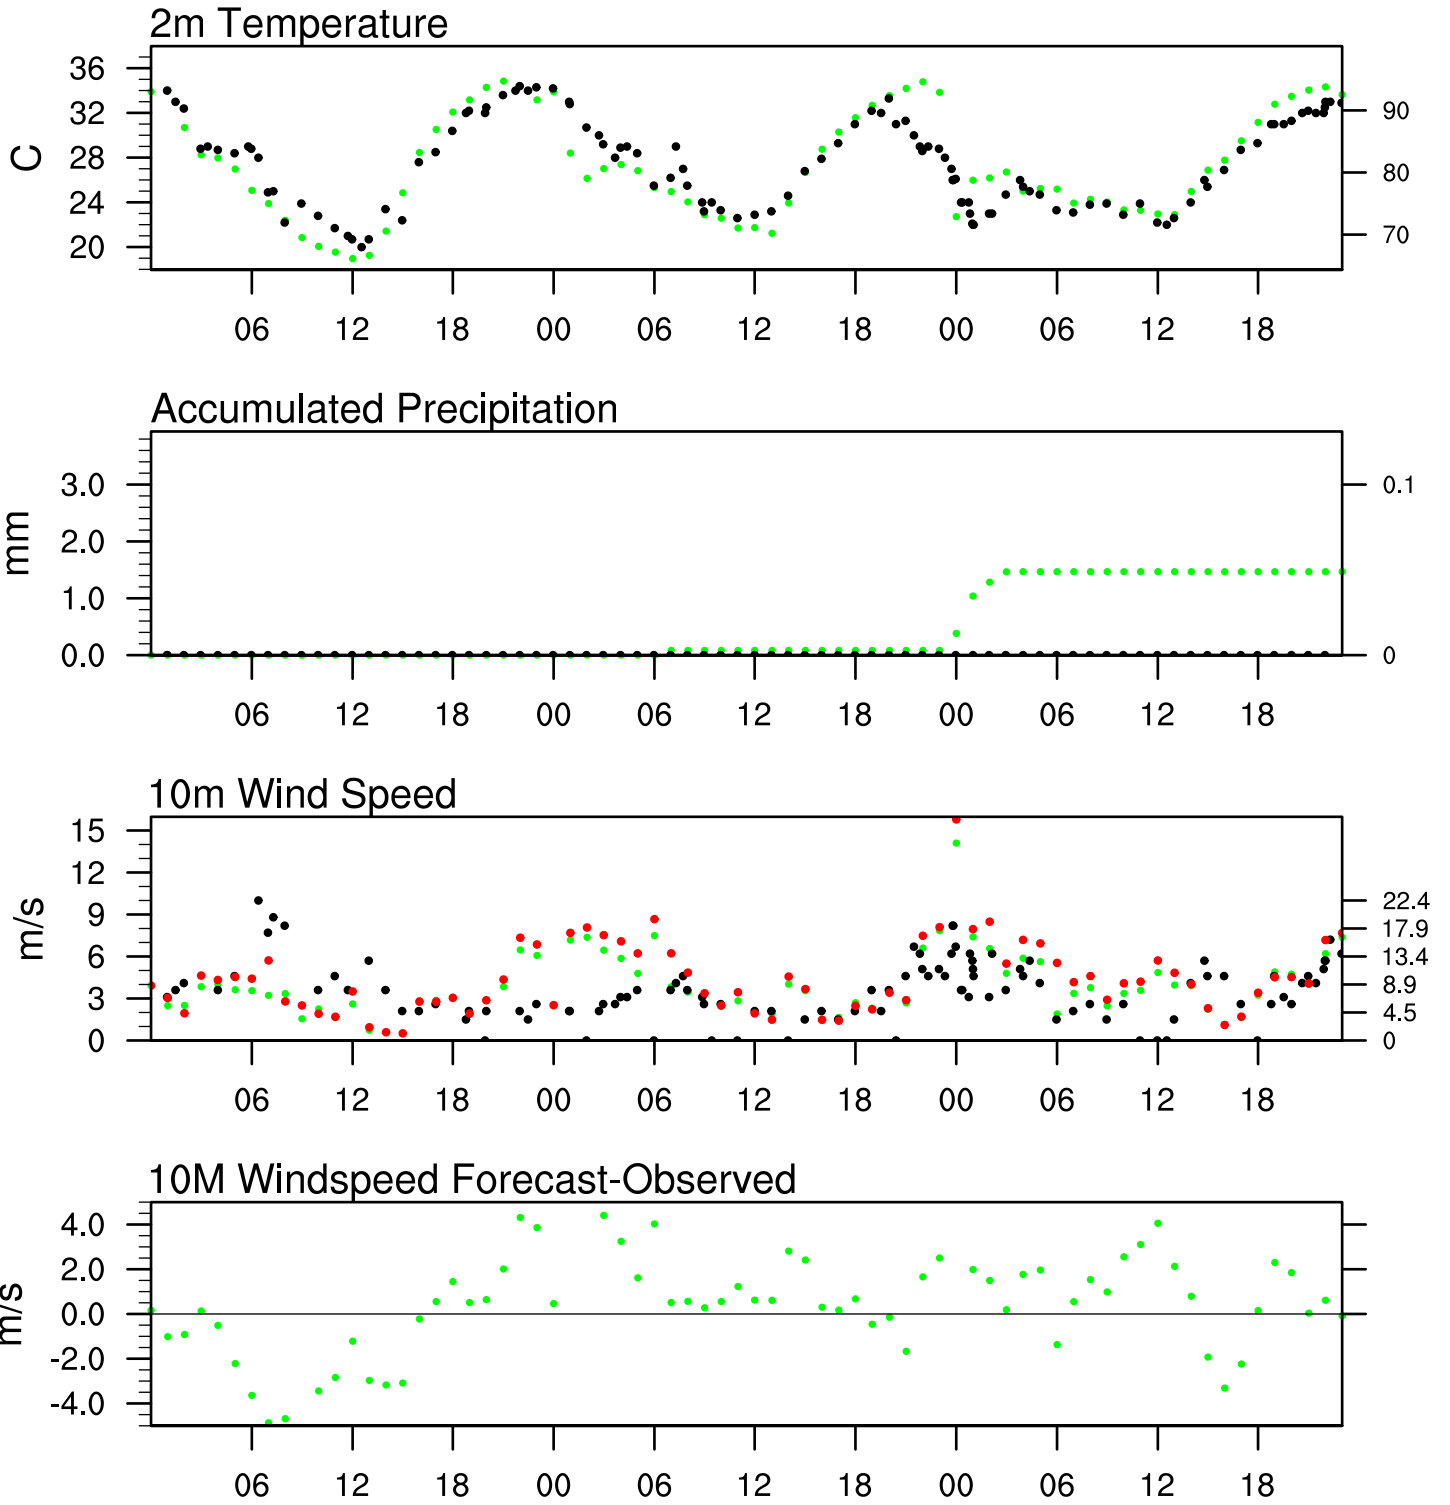 2m Temperature
C
36
32
28
24
20
90
80
70
06 12 18 00 06 12 18 00 06 12 18
Accumulated Precipitation
mm
3.0
2.0
1.0
0.0
0.1
0
06 12 18 00 06 12 18 00 06 12 18
10m Wind Speed
m/s
15
12
9
6
3
0
22.4
17.9
13.4
8.9
4.5
0
06 12 18 00 06 12 18 00 06 12 18
10M Windspeed Forecast-Observed
m/s
4.0
2.0
0.0
-2.0
-4.0
06 12 18 00 06 12 18 00 06 12 18